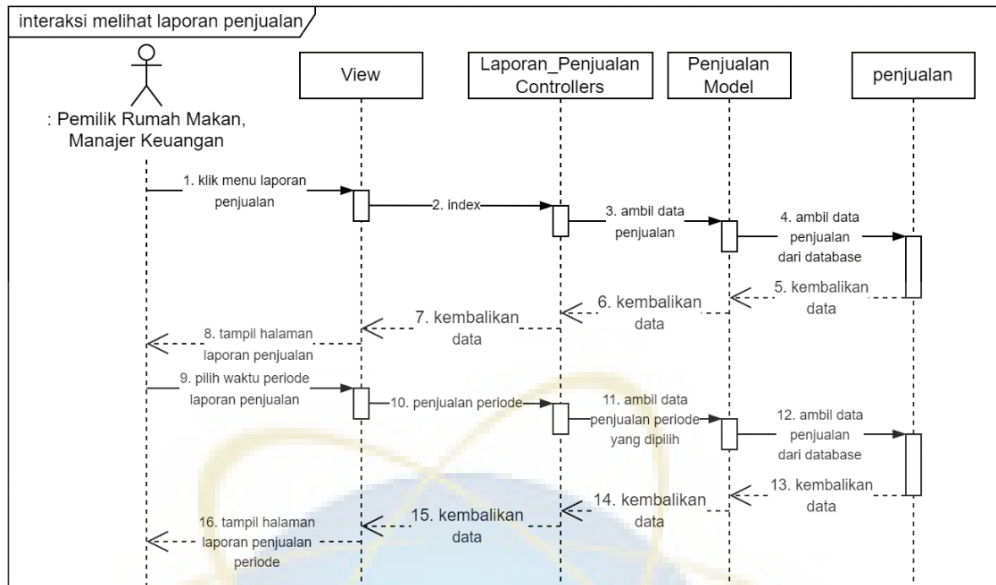 interaksi melihat laporan penjualan
: Pemilik Rumah Makan,
Manajer Keuangan
View
Laporan_Penjualan
Controllers
Penjualan
Model
penjualan
1. klik menu laporan
penjualan
2. index
3. ambil data
penjualan
4. ambil data
penjualan
dari database
5. kembalikan
data
6. kembalikan
data
7. kembalikan
data
8. tampil halaman
laporan penjualan
9. pilih waktu periode
laporan penjualan
10. penjualan periode
11. ambil data
penjualan periode
yang dipilih
12. ambil data
penjualan
dari database
13. kembalikan
data
14. kembalikan
data
15. kembalikan
data
16. tampil halaman
laporan penjualan
periode